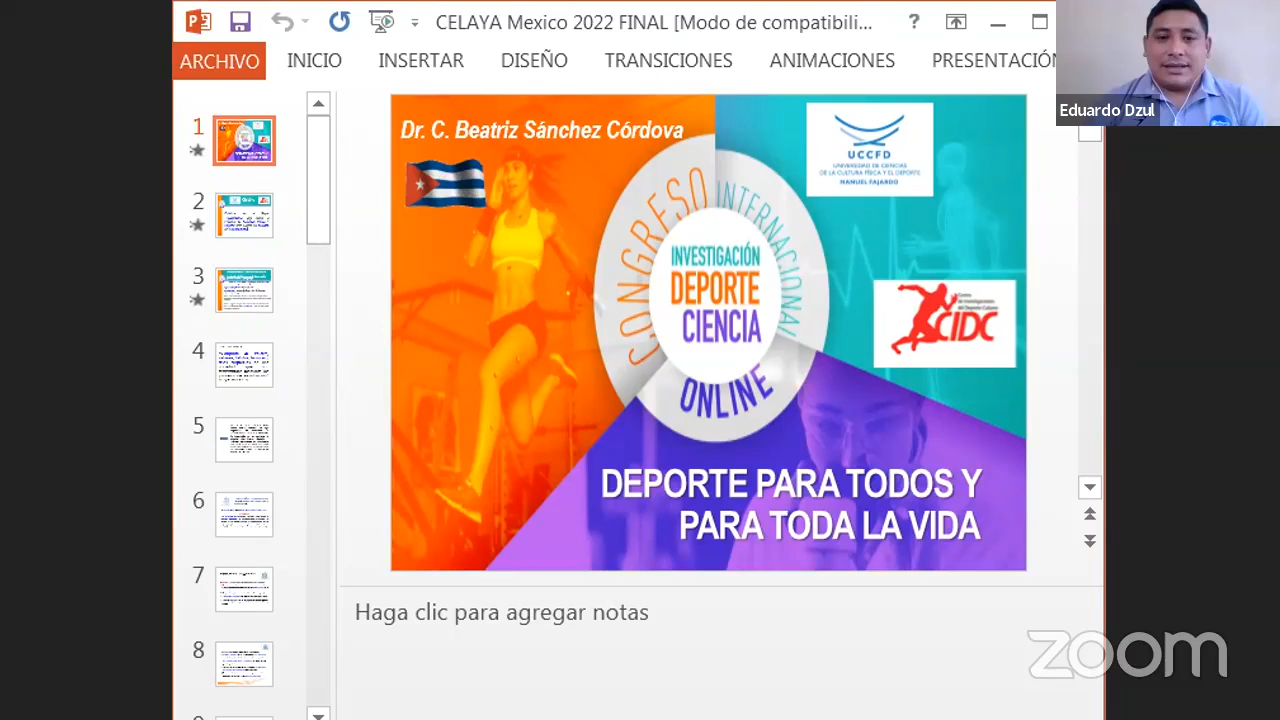 CELAYA Mexico 2022 FINAL [Modo de compatibili...
?
ARCHIVO INICIO INSERTAR DISEÑO TRANSICIONES ANIMACIONES PRESENTACIÓN
Eduardo Dzul
1
2
3
4
5
6
7
8
Dr. C. Beatriz Sánchez Córdova
UCCFD
UNIVERSIDAD DE CIENCIAS
DE LA CULTURA FÍSICA Y EL DEPORTE
MANUEL FAJARDO
CONGRESO INTERNACIONAL
INVESTIGACIÓN
DEPORTE
CIENCIA
ONLINE
CIDC
DEPORTE PARA TODOS Y
PARA TODA LA VIDA
Haga clic para agregar notas
zoom